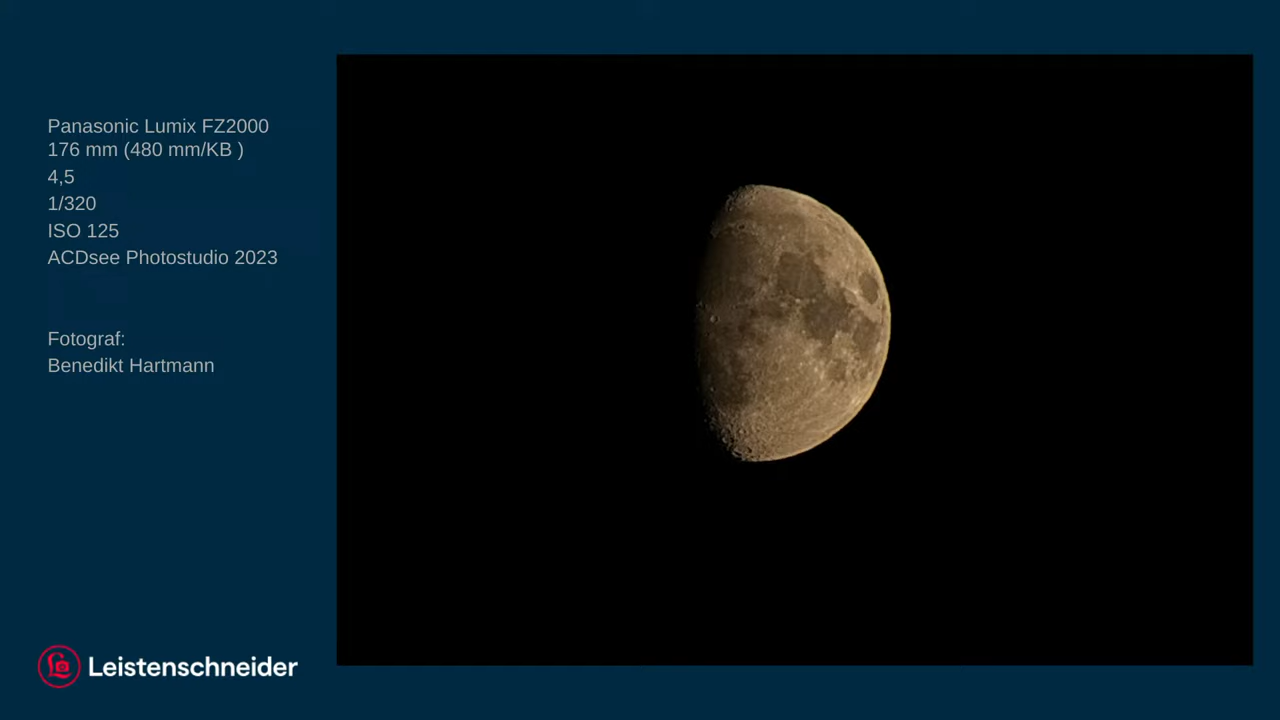 Panasonic Lumix FZ2000
176 mm (480 mm/KB )
4,5
1/320
ISO 125
ACDsee Photostudio 2023
Fotograf:
Benedikt Hartmann
Leistenschneider